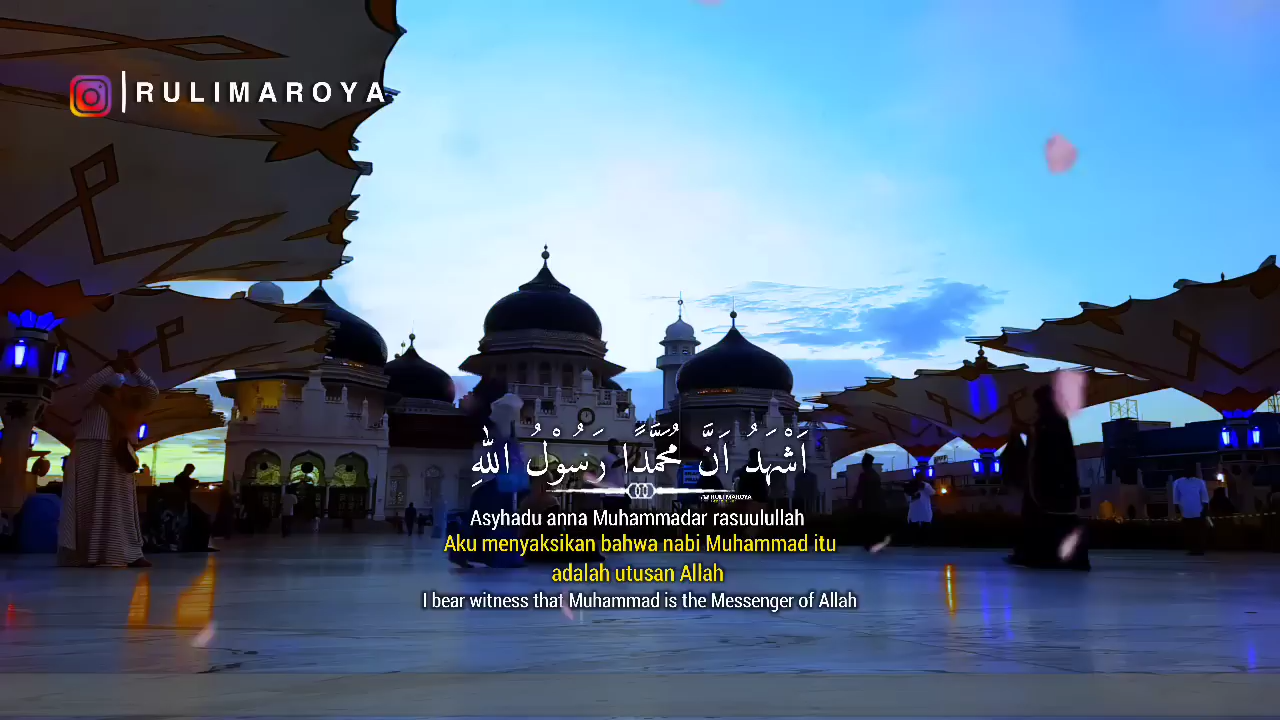 RULIMAROYA
اَشْهَدُ اَنَّ مُحَمَّدًا رَسُوْلُ اللّٰهِ
RULIMAROYA
Asyhadu anna Muhammadar rasuulullah
Aku menyaksikan bahwa nabi Muhammad itu
adalah utusan Allah
I bear witness that Muhammad is the Messenger of Allah